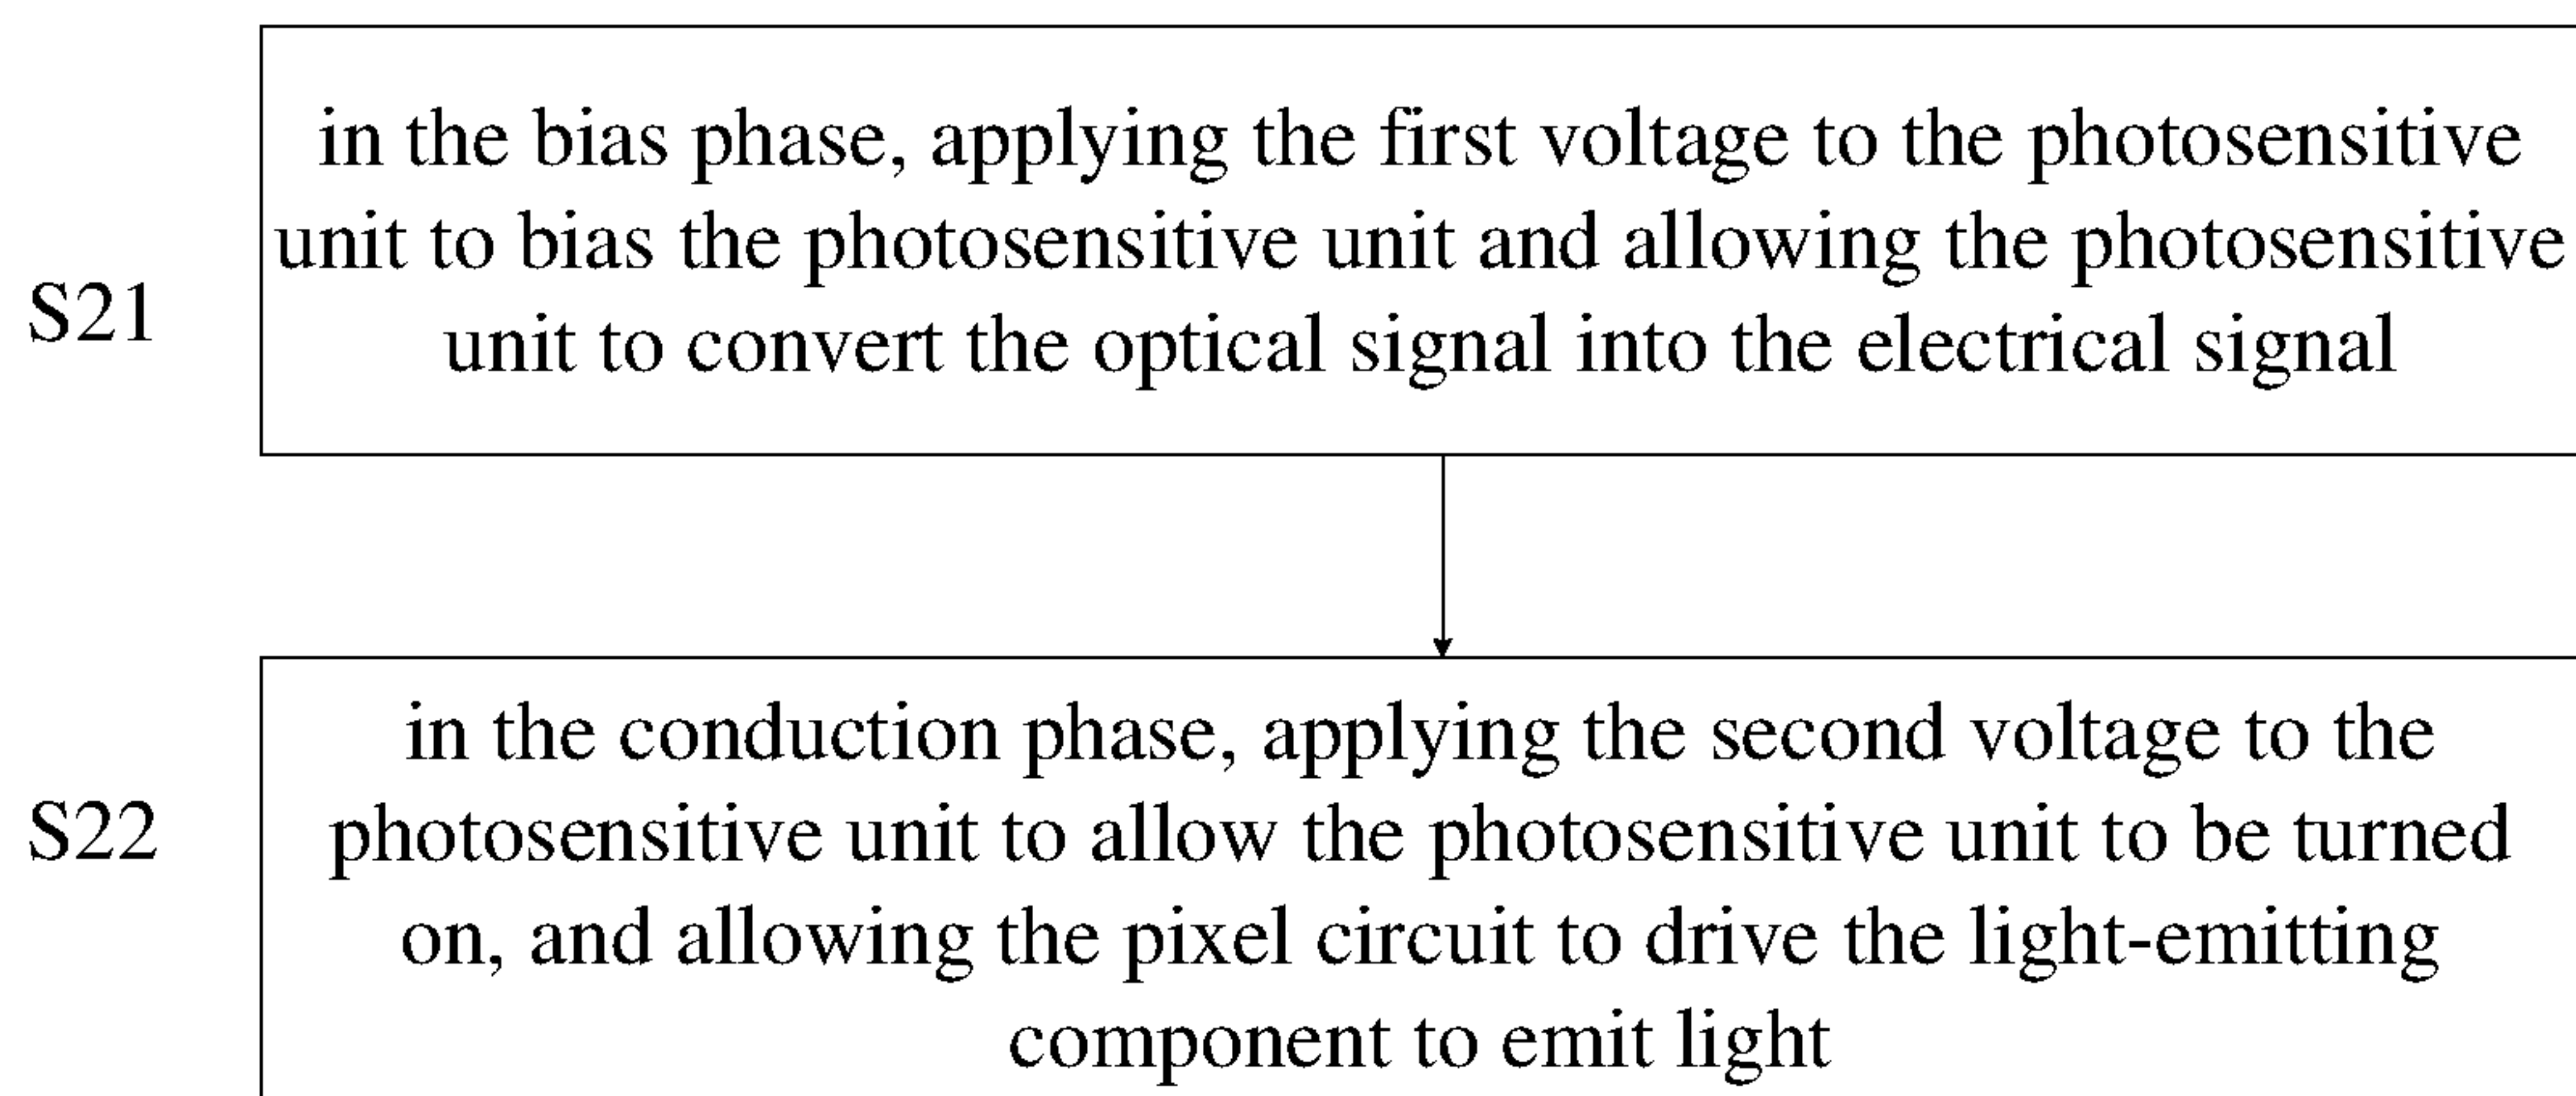 in the bias phase, applying the first voltage to the photosensitive
unit to bias the photosensitive unit and allowing the photosensitive
S21
unit to convert the optical signal into the electrical signal
in the conduction phase, applying the second voltage to the
S22
photosensitive unit to allow the photosensitive unit to be turned
on, and allowing the pixel circuit to drive the light-emitting
component to emit light